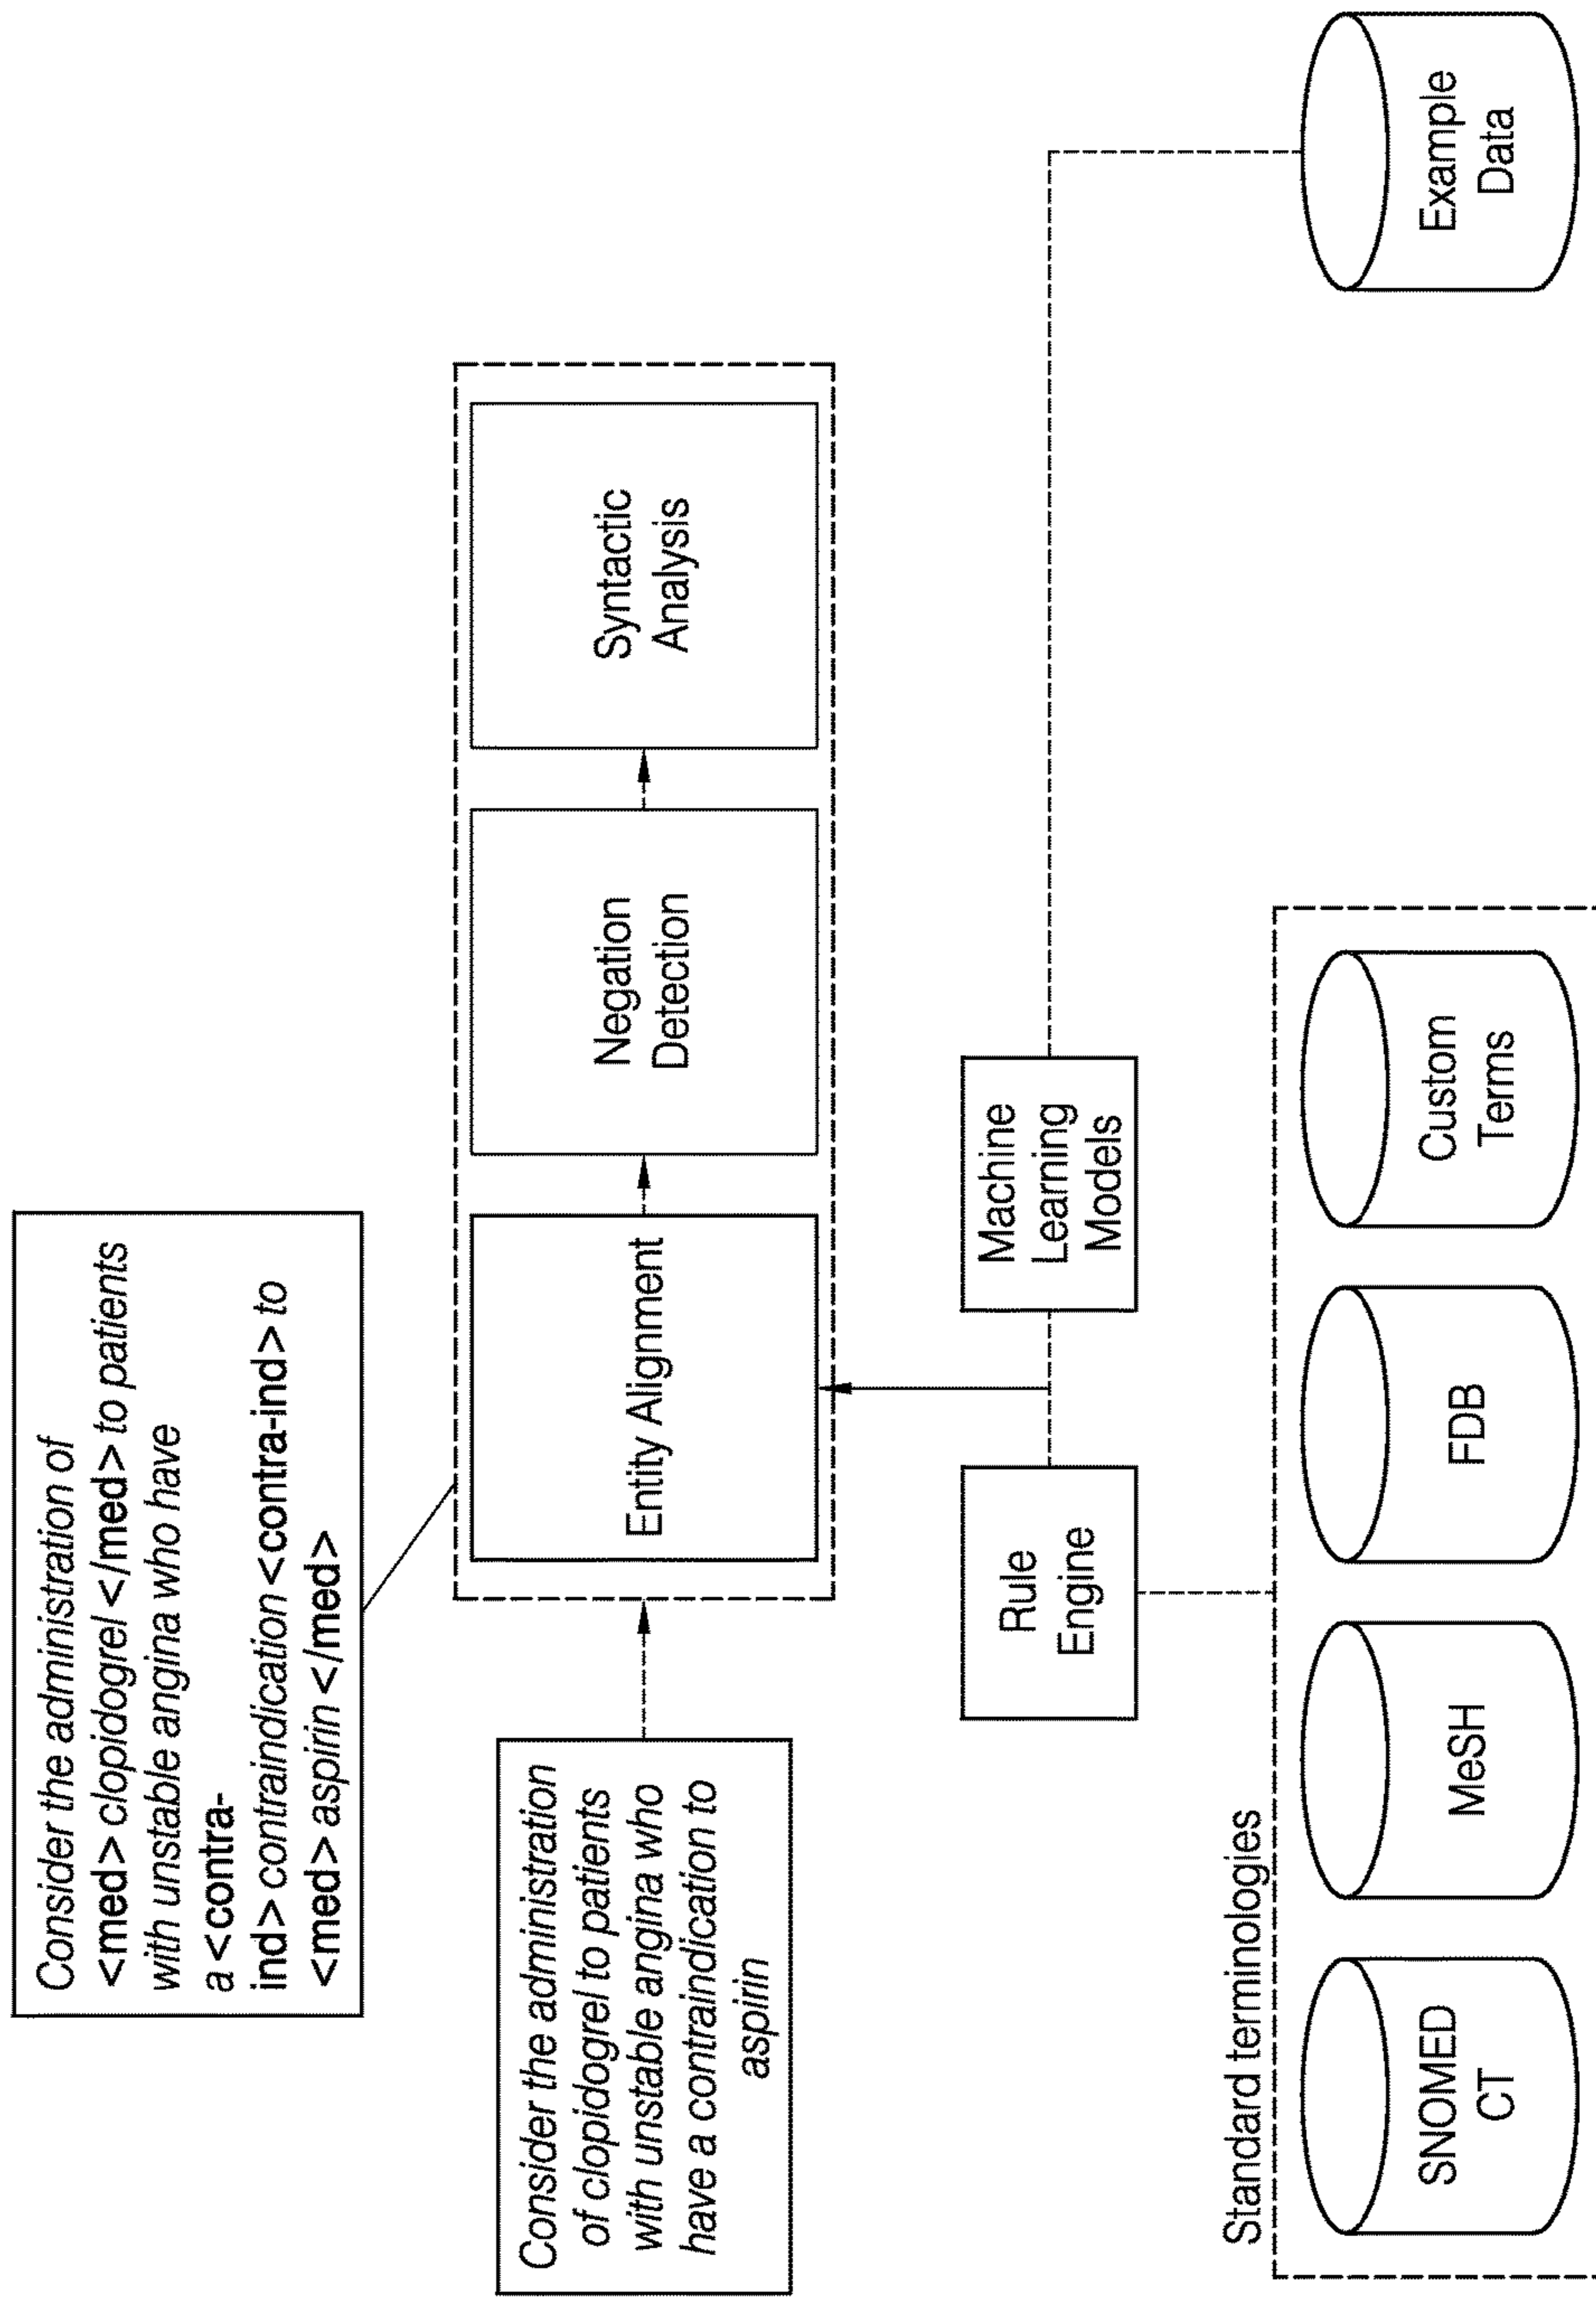 Consider the administration of
<med> clopidogrel </med> to patients
with unstable angina who have
a <contra-
ind> contraindication <contra-ind> to
<med> aspirin </med>
Consider the administration
of clopidogrel to patients
with unstable angina who
have a contraindication to
aspirin
Entity Alignment
Negation
Detection
Syntactic
Analysis
Rule
Engine
Machine
Learning
Models
Standard terminologies
SNOMED
CT
MeSH
FDB
Custom
Terms
Example
Data